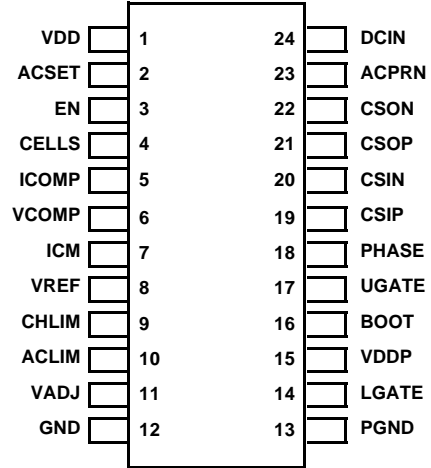 VDD 1 24 DCIN
ACSET 2 23 ACPRN
EN 3 22 CSON
CELLS 4 21 CSOP
ICOMP 5 20 CSIN
VCOMP 6 19 CSIP
ICM 7 18 PHASE
VREF 8 17 UGATE
CHLIM 9 16 BOOT
ACLIM 10 15 VDDP
VADJ 11 14 LGATE
GND 12 13 PGND